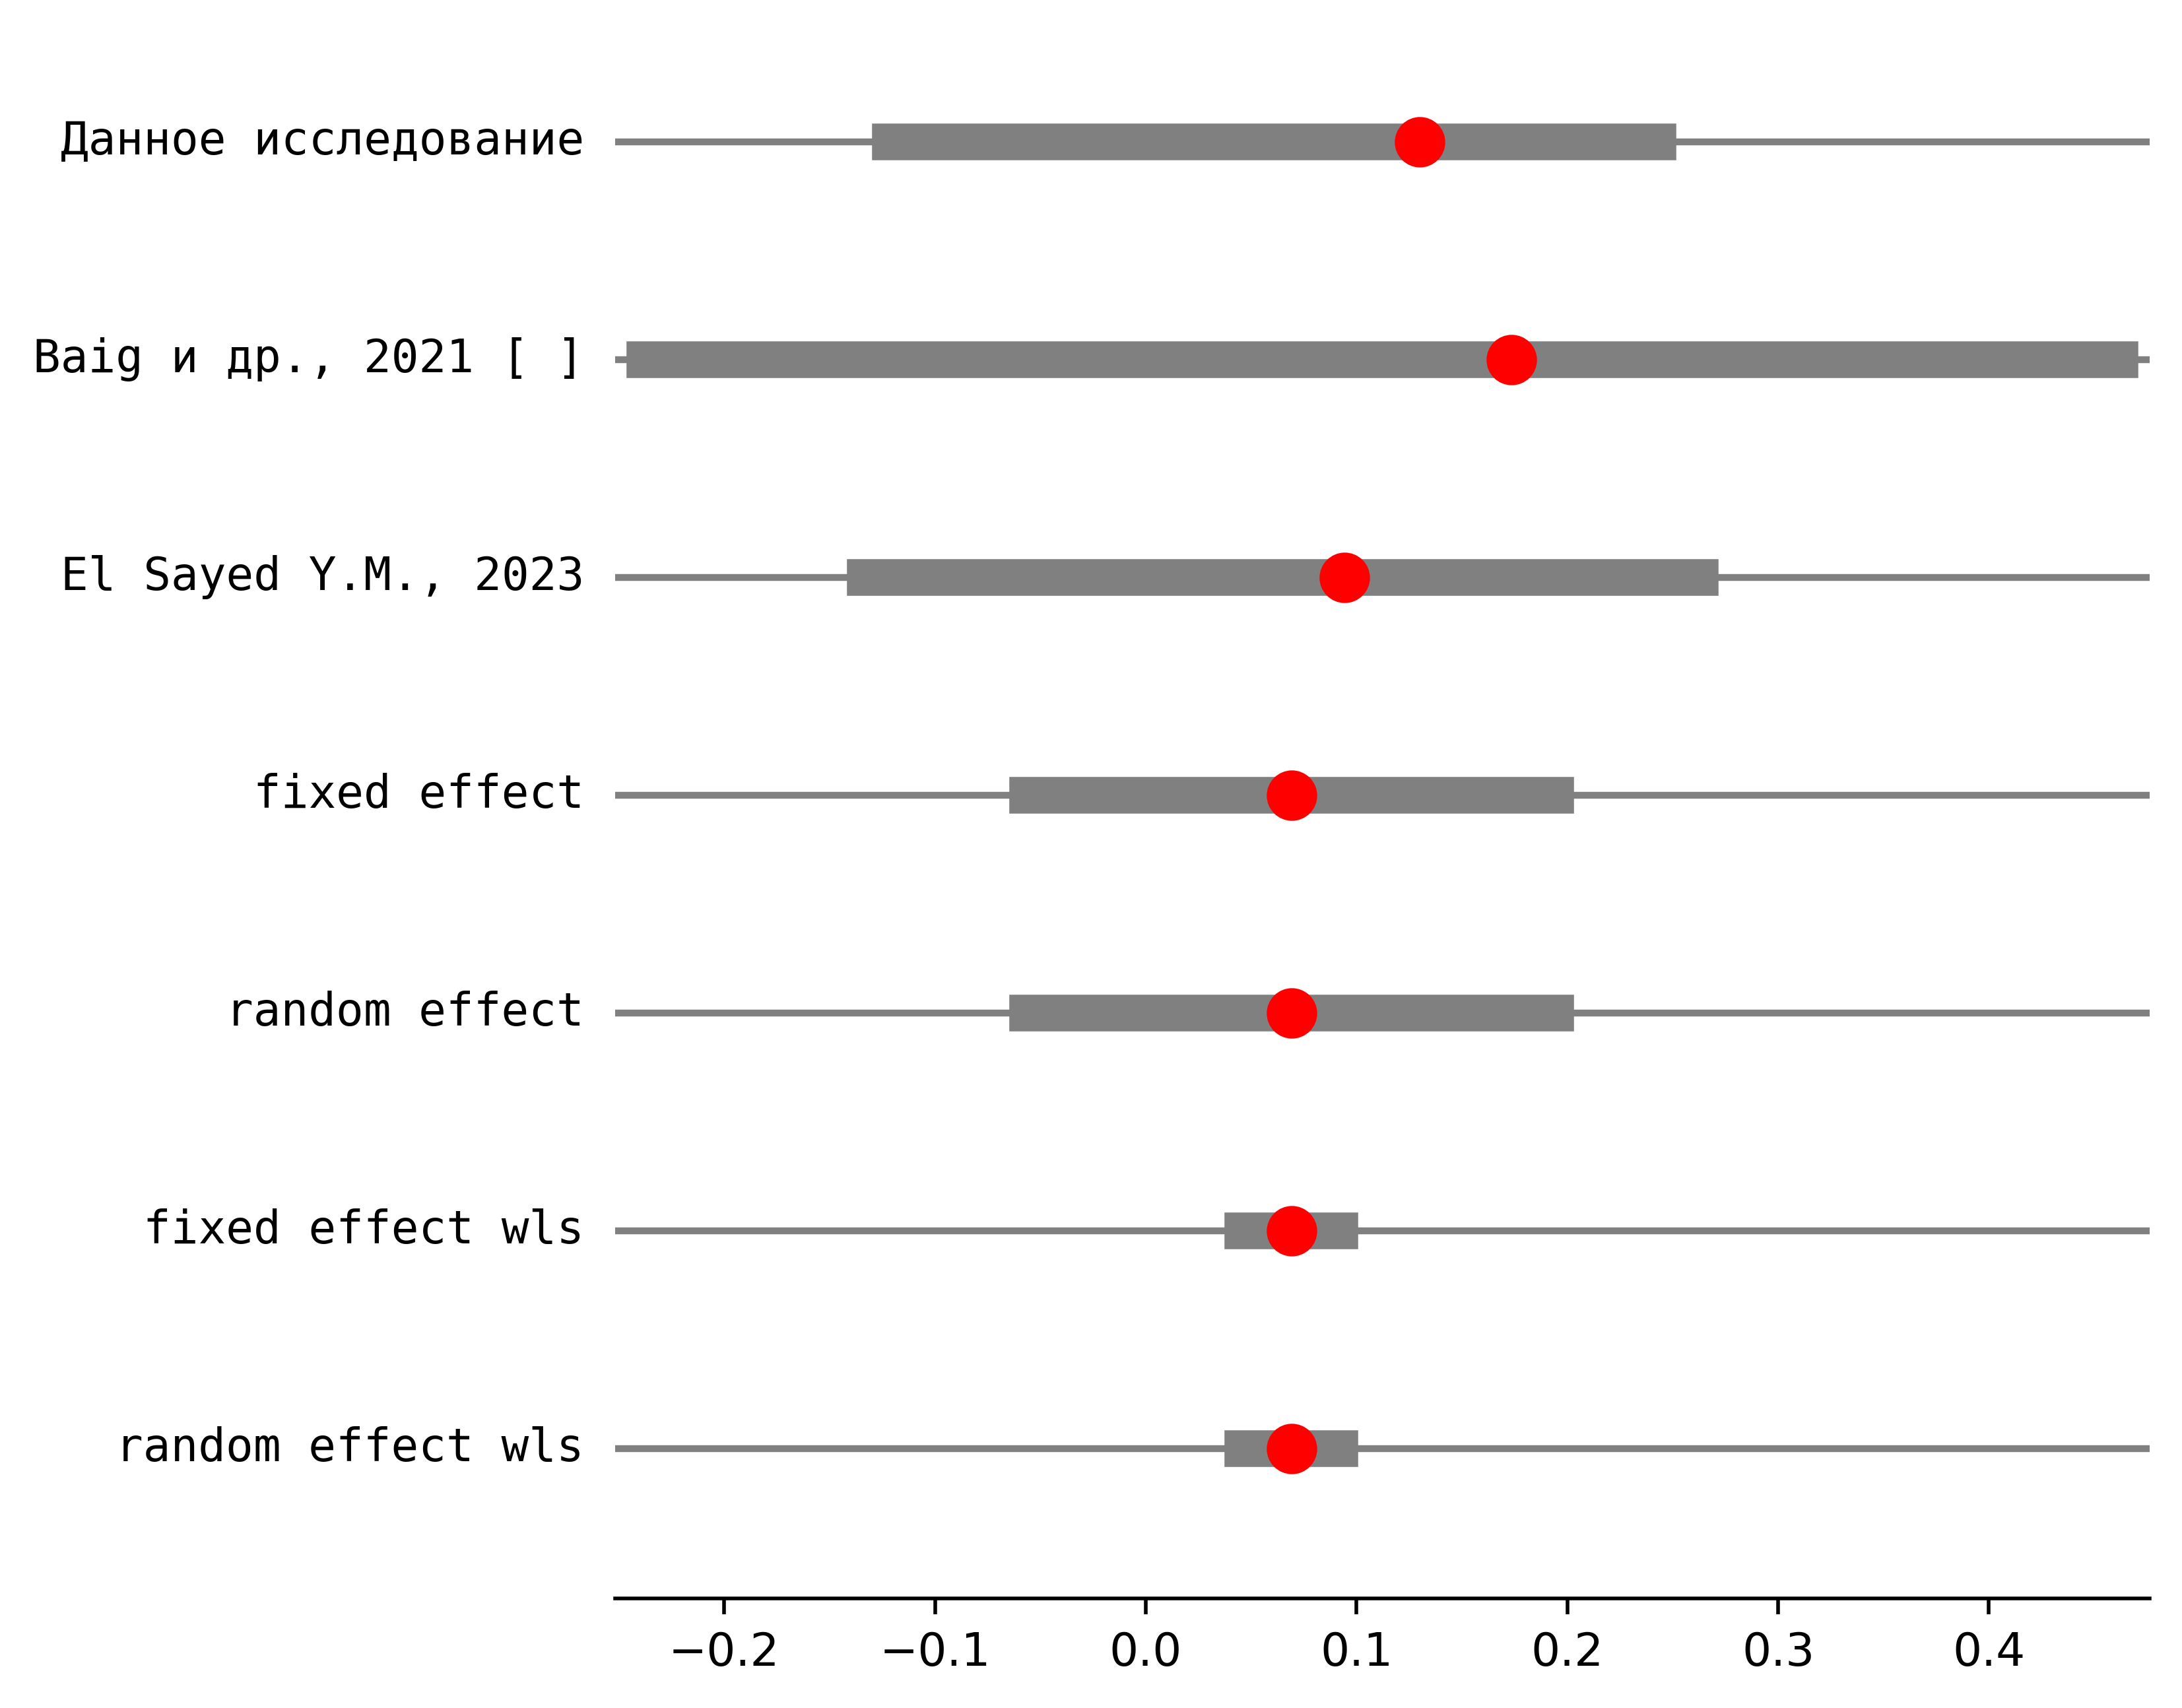 Данное исследование
Baig и др., 2021 [ ]
El Sayed Y.M., 2023
fixed effect
random effect
fixed effect wls
random effect wls
−0.2 −0.1 0.0 0.1 0.2 0.3 0.4